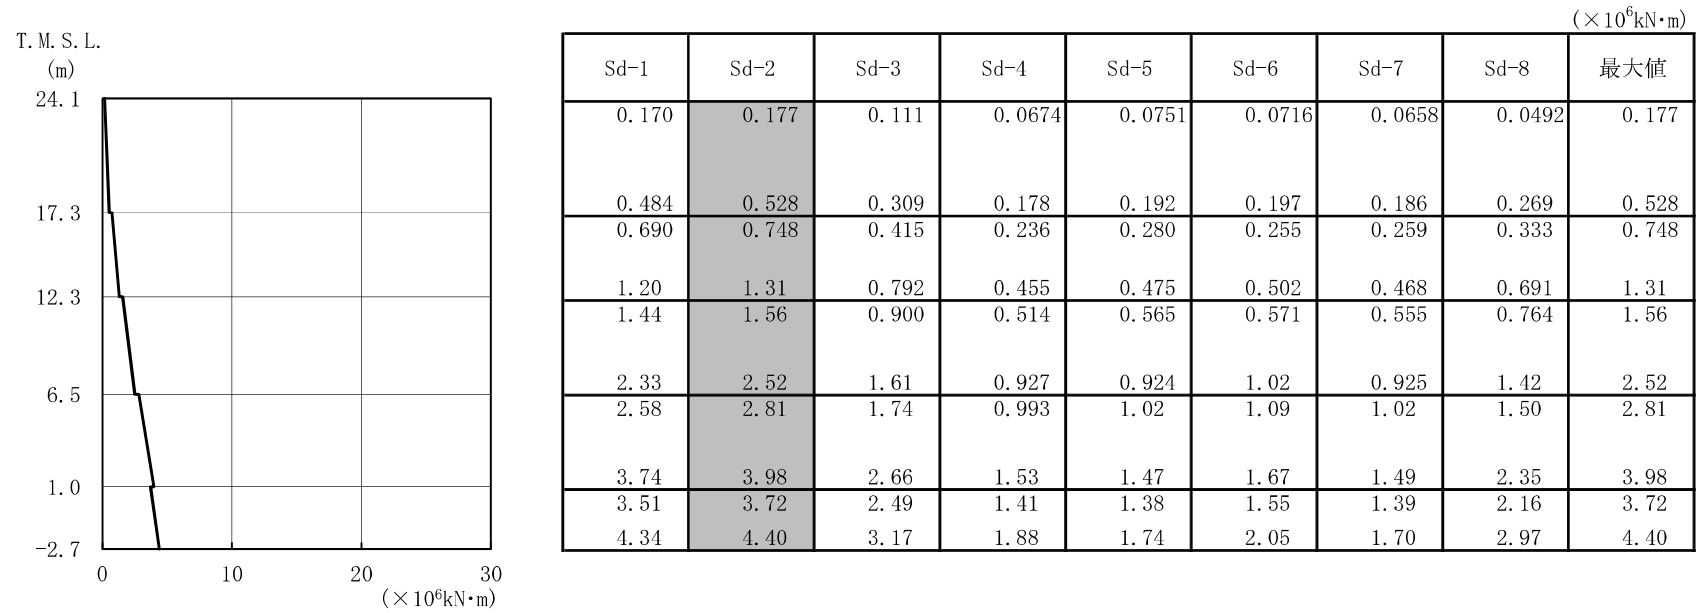 T.M.S.L.
(m)
24.1
17.3
12.3
6.5
1.0
-2.7
0 10 20 30
(×10⁶kN・m)
(×10⁶kN・m)
Sd-1 Sd-2 Sd-3 Sd-4 Sd-5 Sd-6 Sd-7 Sd-8 最大値
0.170 0.177 0.111 0.0674 0.0751 0.0716 0.0658 0.0492 0.177
0.484 0.528 0.309 0.178 0.192 0.197 0.186 0.269 0.528
0.690 0.748 0.415 0.236 0.280 0.255 0.259 0.333 0.748
1.20 1.31 0.792 0.455 0.475 0.502 0.468 0.691 1.31
1.44 1.56 0.900 0.514 0.565 0.571 0.555 0.764 1.56
2.33 2.52 1.61 0.927 0.924 1.02 0.925 1.42 2.52
2.58 2.81 1.74 0.993 1.02 1.09 1.02 1.50 2.81
3.74 3.98 2.66 1.53 1.47 1.67 1.49 2.35 3.98
3.51 3.72 2.49 1.41 1.38 1.55 1.39 2.16 3.72
4.34 4.40 3.17 1.88 1.74 2.05 1.70 2.97 4.40